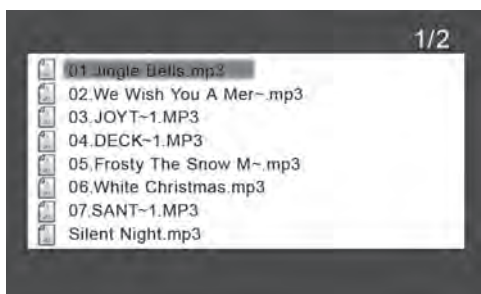 1/2
01.Jingle Bells.mp3
02.We Wish You A Mer~.mp3
03.JOYT~1.MP3
04.DECK~1.MP3
05.Frosty The Snow M~.mp3
06.White Christmas.mp3
07.SANT~1.MP3
Silent Night.mp3